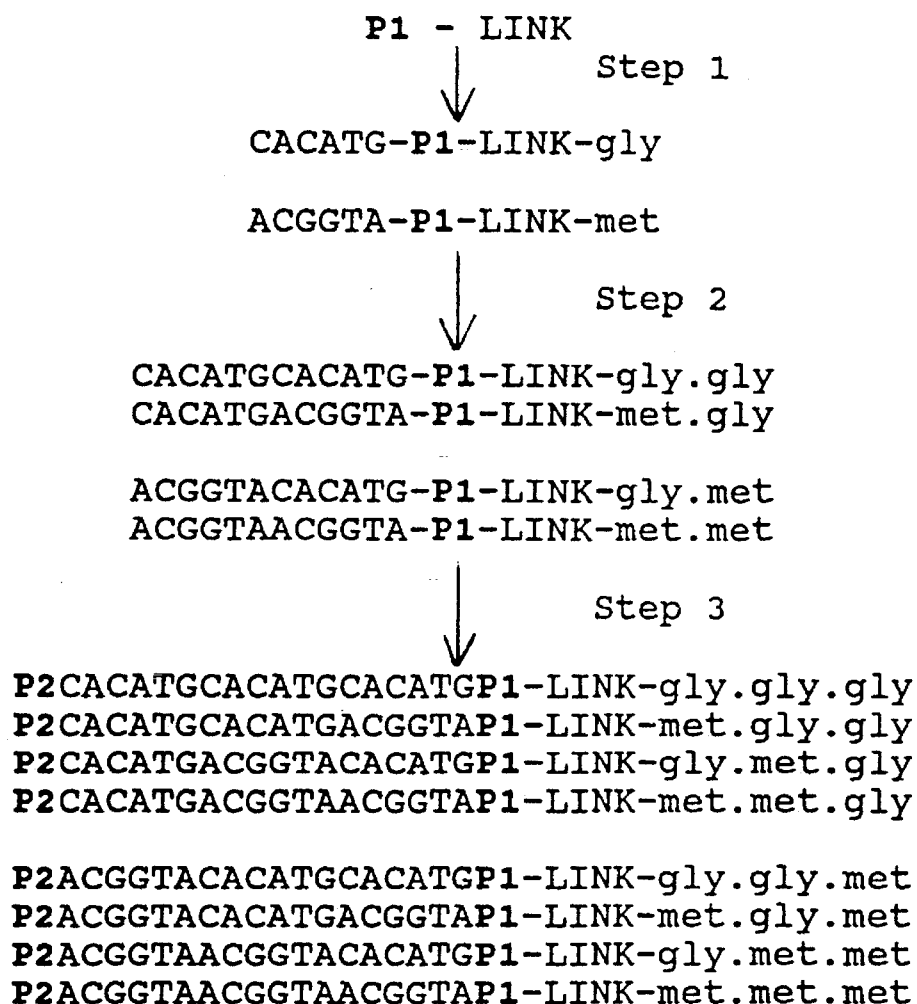 P1 - LINK
Step 1
CACATG-P1-LINK-gly
ACGGTA-P1-LINK-met
Step 2
CACATGCACATG-P1-LINK-gly.gly
CACATGACGGTA-P1-LINK-met.gly
ACGGTACACATG-P1-LINK-gly.met
ACGGTAACGGTA-P1-LINK-met.met
Step 3
P2CACATGCACATGCACATGP1-LINK-gly.gly.gly
P2CACATGCACATGACGGTAP1-LINK-met.gly.gly
P2CACATGACGGTACACATGP1-LINK-gly.met.gly
P2CACATGACGGTAACGGTAP1-LINK-met.met.gly
P2ACGGTACACATGCACATGP1-LINK-gly.gly.met
P2ACGGTACACATGACGGTAP1-LINK-met.gly.met
P2ACGGTAACGGTACACATGP1-LINK-gly.met.met
P2ACGGTAACGGTAACGGTAP1-LINK-met.met.met